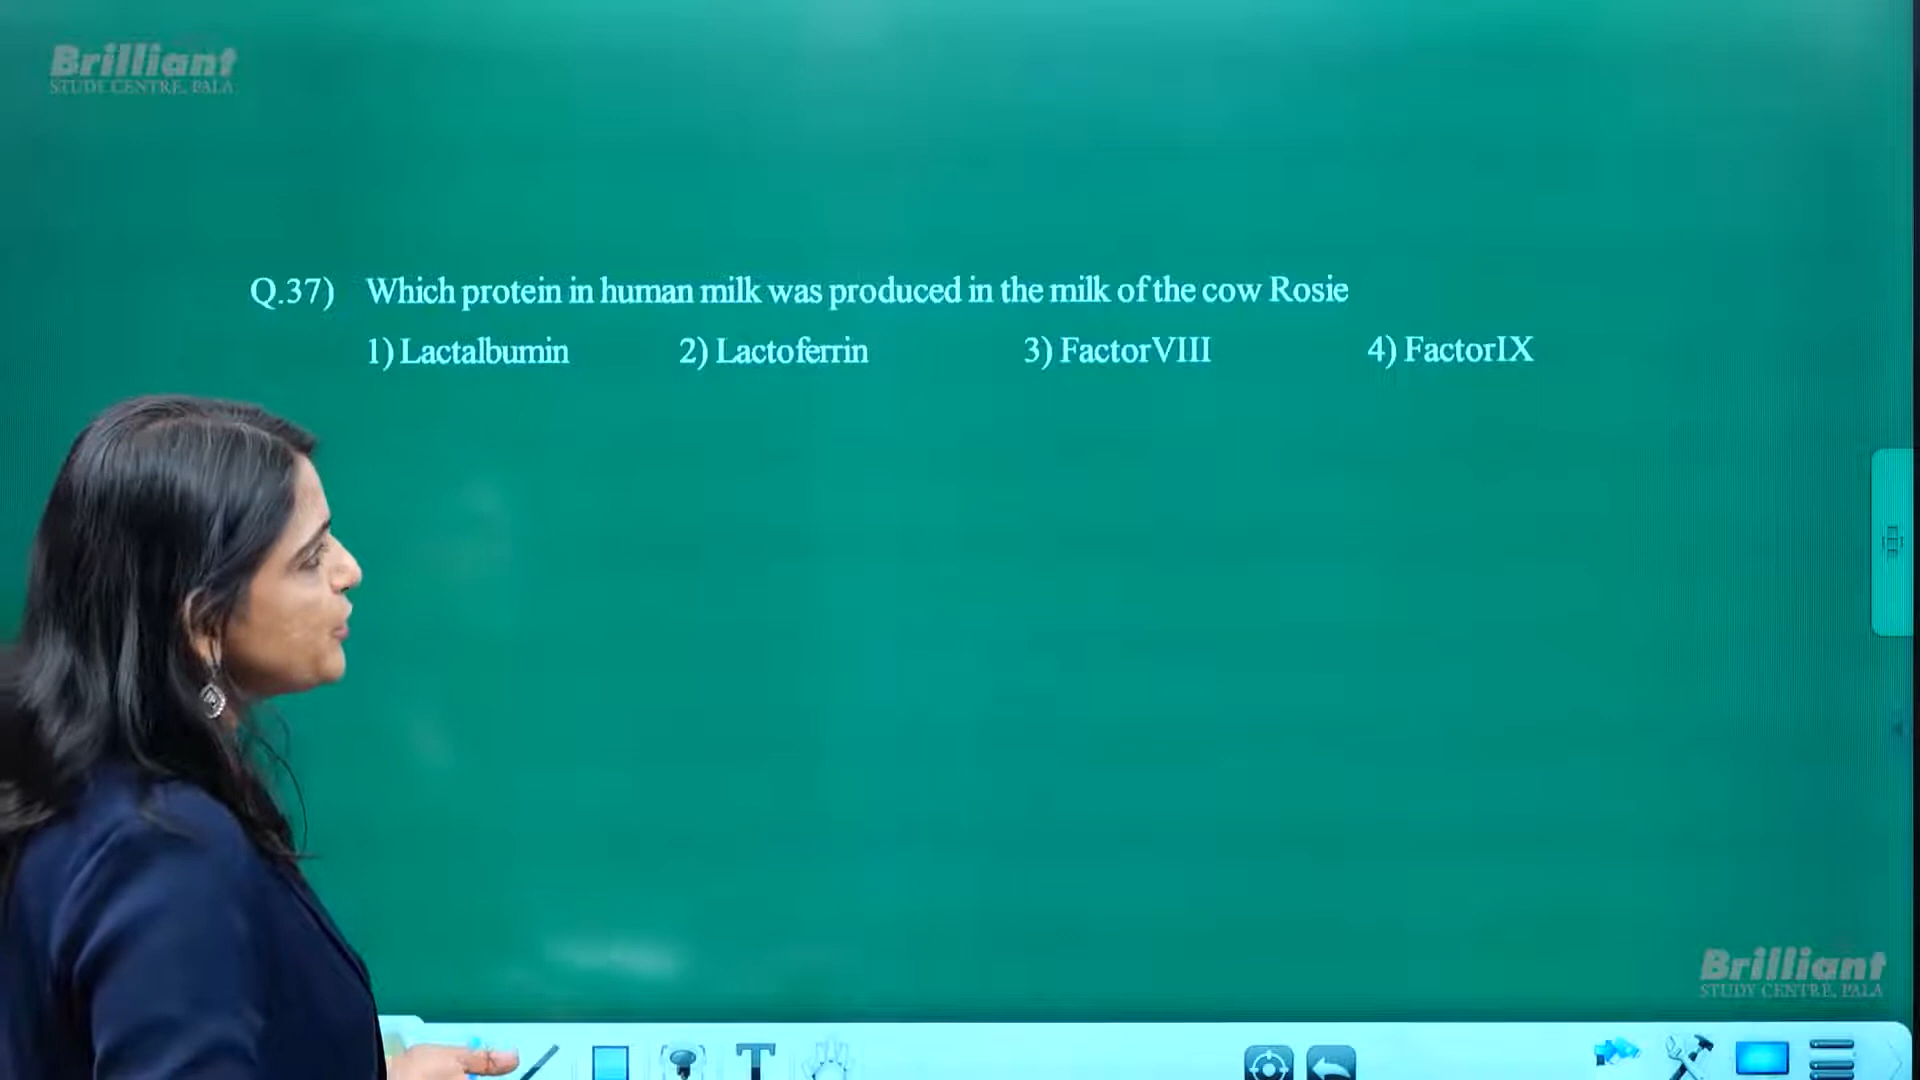 Brilliant
STUDY CENTRE, PALA
Q.37) Which protein in human milk was produced in the milk of the cow Rosie
1) Lactalbumin 2) Lactoferrin 3) FactorVIII 4) FactorIX
Brilliant
STUDY CENTRE, PALA
T